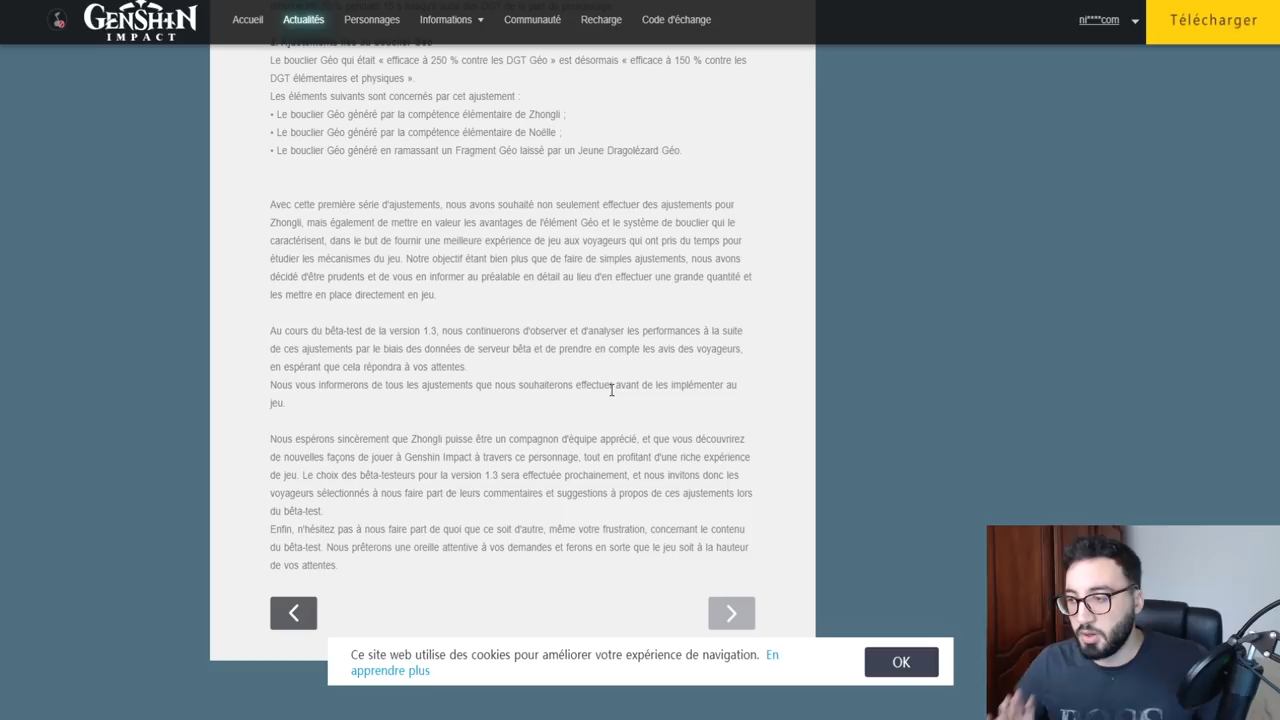 GENSHIN
IMPACT
Accueil
Actualités
Personnages
Informations
Communauté
Recharge
Code d'échange
ni****com
Télécharger
Le bouclier Géo qui était « efficace à 250 % contre les DGT Géo » est désormais « efficace à 150 % contre les
DGT élémentaires et physiques ».
Les éléments suivants sont concernés par cet ajustement :
• Le bouclier Géo généré par la compétence élémentaire de Zhongli ;
• Le bouclier Géo généré par la compétence élémentaire de Noëlle ;
• Le bouclier Géo généré en ramassant un Fragment Géo laissé par un Jeune Dragolézard Géo.
Avec cette première série d'ajustements, nous avons souhaité non seulement effectuer des ajustements pour
Zhongli, mais également de mettre en valeur les avantages de l'élément Géo et le système de bouclier qui le
caractérisent, dans le but de fournir une meilleure expérience de jeu aux voyageurs qui ont pris du temps pour
étudier les mécanismes du jeu. Notre objectif étant bien plus que de faire de simples ajustements, nous avons
décidé d'être prudents et de vous en informer au préalable en détail au lieu d'en effectuer une grande quantité et
les mettre en place directement en jeu.
Au cours du bêta-test de la version 1.3, nous continuerons d'observer et d'analyser les performances à la suite
de ces ajustements par le biais des données de serveur bêta et de prendre en compte les avis des voyageurs,
en espérant que cela répondra à vos attentes.
Nous vous informerons de tous les ajustements que nous souhaiterons effectuer avant de les implémenter au
jeu.
Nous espérons sincèrement que Zhongli puisse être un compagnon d'équipe apprécié, et que vous découvrirez
de nouvelles façons de jouer à Genshin Impact à travers ce personnage, tout en profitant d'une riche expérience
de jeu. Le choix des bêta-testeurs pour la version 1.3 sera effectuée prochainement, et nous invitons donc les
voyageurs sélectionnés à nous faire part de leurs commentaires et suggestions à propos de ces ajustements lors
du bêta-test.
Enfin, n'hésitez pas à nous faire part de quoi que ce soit d'autre, même votre frustration, concernant le contenu
du bêta-test. Nous prêterons une oreille attentive à vos demandes et ferons en sorte que le jeu soit à la hauteur
de vos attentes.
Ce site web utilise des cookies pour améliorer votre expérience de navigation. En
apprendre plus
OK